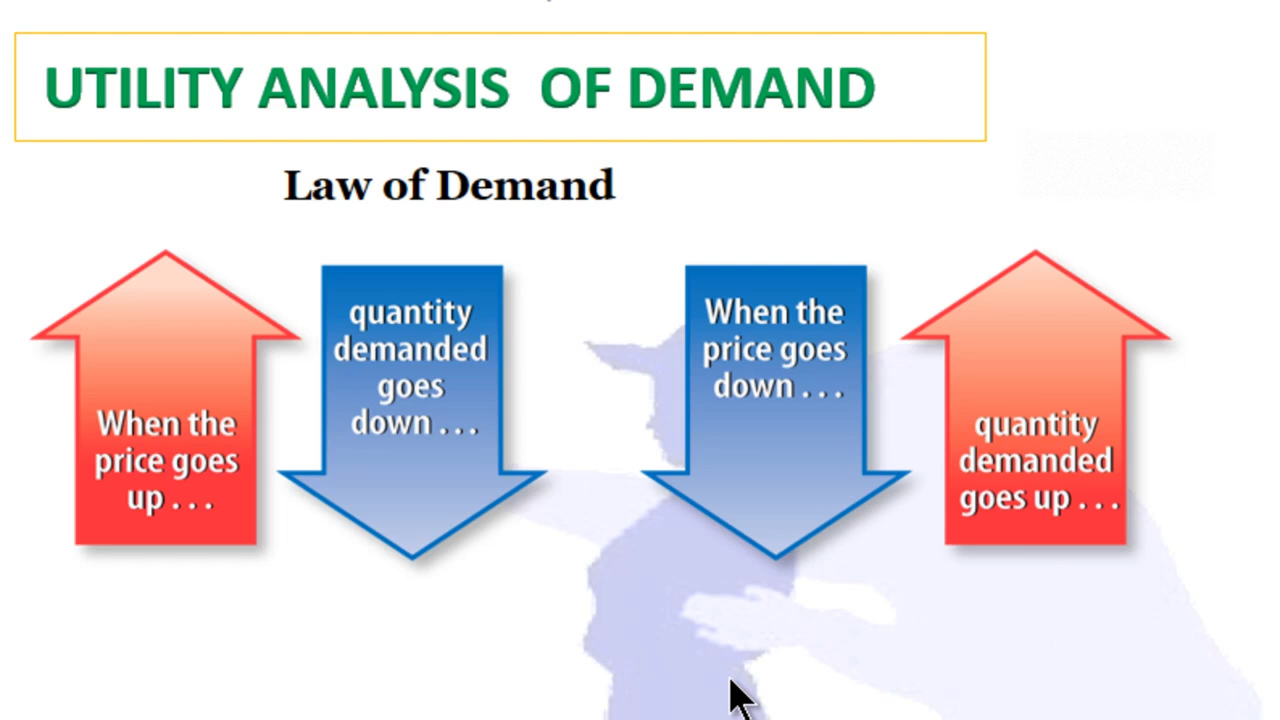 UTILITY ANALYSIS OF DEMAND
Law of Demand
When the
price goes
up . . .
quantity
demanded
goes
down . . .
When the
price goes
down . . .
quantity
demanded
goes up . . .